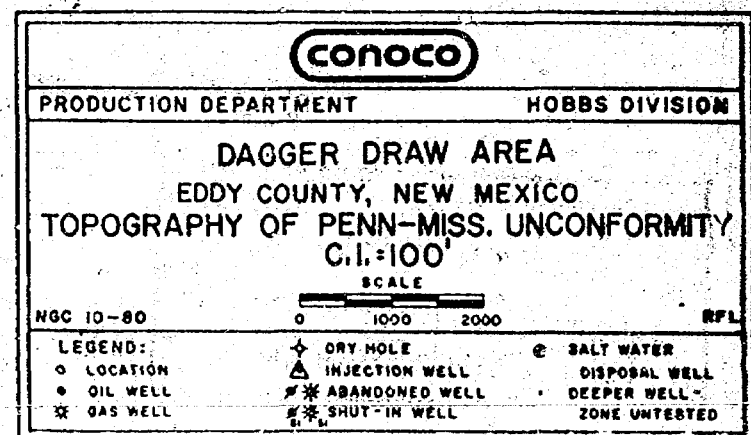 conoco
PRODUCTION DEPARTMENT HOBBS DIVISION
DAGGER DRAW AREA
EDDY COUNTY, NEW MEXICO
TOPOGRAPHY OF PENN-MISS. UNCONFORMITY
C.I.=100'
SCALE
0 1000 2000
NGC 10-80 RFL
LEGEND:
LOCATION
OIL WELL
GAS WELL
DRY HOLE
INJECTION WELL
ABANDONED WELL
SHUT-IN WELL
SI SI
SALT WATER
DISPOSAL WELL
DEEPER WELL-
ZONE UNTESTED